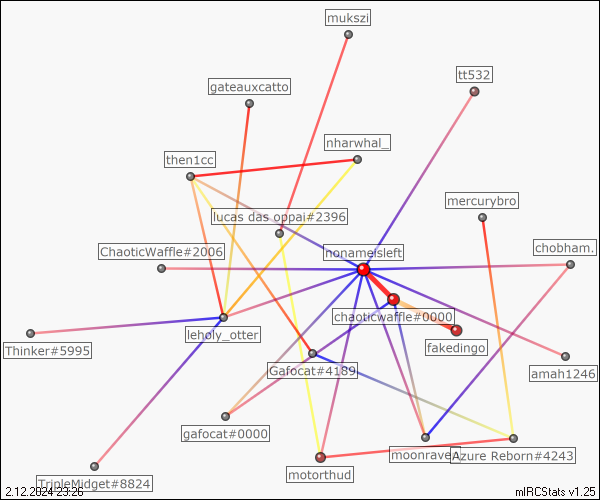 mukszi
tt532
gateauxcatto
nharwhal_
then1cc
mercurybro
lucas das oppai#2396
ChaoticWaffle#2006
nonameisleft
chobham.
chaoticwaffle#0000
leholy_otter
fakedingo
Thinker#5995
Gafocat#4189
amah1246
gafocat#0000
moonraven
Azure Reborn#4243
motorthud
TripleMidget#8824
2.12.2024 23:26
mIRCStats v1.25